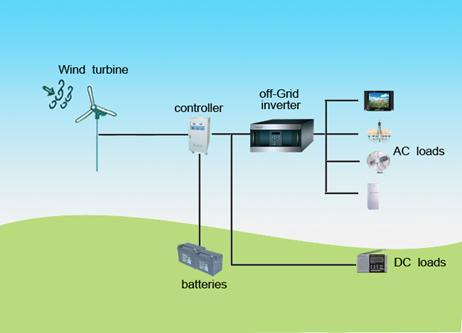 Wind turbine
controller
off-Grid
inverter
AC loads
DC loads
batteries